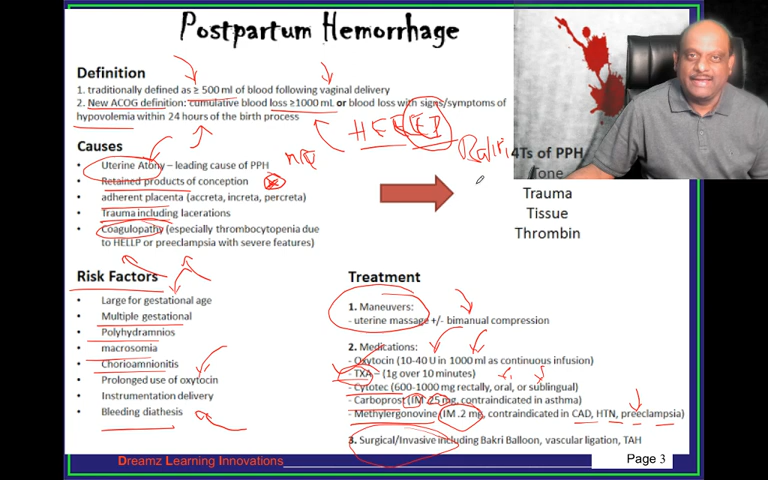 Postpartum Hemorrhage
Definition
1. traditionally defined as ≥ 500 ml of blood following vaginal delivery
2. New ACOG definition: cumulative blood loss ≥1000 mL or blood loss with signs/symptoms of
hypovolemia within 24 hours of the birth process
Causes
Uterine Atony – leading cause of PPH
Retained products of conception
adherent placenta (accreta, increta, percreta)
Trauma including lacerations
Coagulopathy (especially thrombocytopenia due
to HELLP or preeclampsia with severe features)
4Ts of PPH
Tone
Trauma
Tissue
Thrombin
Risk Factors
Large for gestational age
Multiple gestational
Polyhydramnios
macrosomia
Chorioamnionitis
Prolonged use of oxytocin
Instrumentation delivery
Bleeding diathesis
Treatment
1. Maneuvers:
- uterine massage +/- bimanual compression
2. Medications:
- Oxytocin (10-40 U in 1000 ml as continuous infusion)
- TXA – (1g over 10 minutes)
- Cytotec (600-1000 mg rectally, oral, or sublingual)
- Carboprost (IM .25 mg, contraindicated in asthma)
- Methylergonovine (IM .2 mg, contraindicated in CAD, HTN, preeclampsia)
3. Surgical/Invasive including Bakri Balloon, vascular ligation, TAH
Dreamz Learning Innovations
Page 3